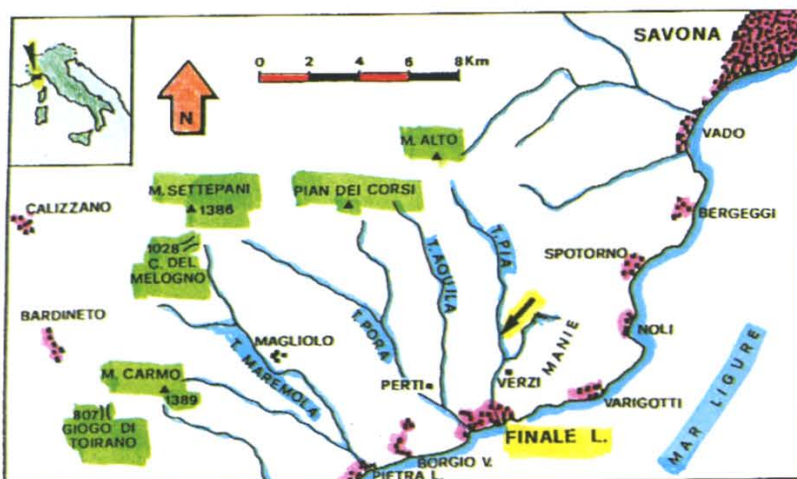 SAVONA
0 4 8 Km
N
VADO
M. ALTO
M. SETTEPANI
1386
PIAN DEI CORSI
CALIZZANO
BERGEGGI
1028
C. DEL
MELOGNO
T. AQUILA
T. PIA
SPOTORNO
BARDINETO
T. PORA
MAGLIOLO
NOLI
T. MAREMOLA
MANIE
M. CARMO
1389
PERTI
VERZI
VARIGOTTI
807
GIOGO DI
TOIRANO
FINALE L.
MAR LIGURE
BORGIO V.
PIETRA L.